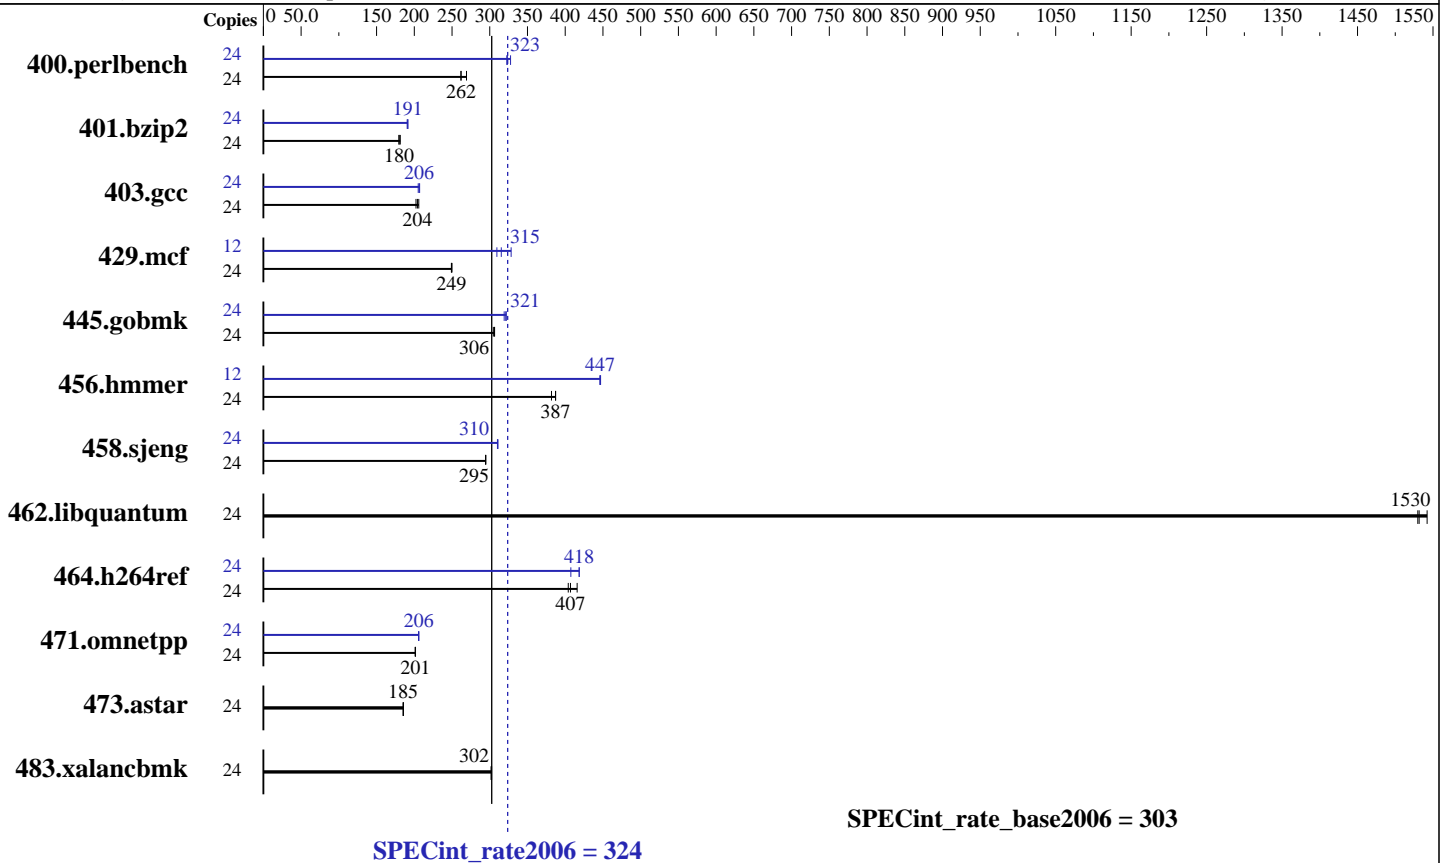 Copies 0 50.0 150 200 250 300 350 400 450 500 550 600 650 700 750 800 850 900 950 1050 1150 1250 1350 1450 1550
400.perlbench 24 323
24 262
401.bzip2 24 191
24 180
403.gcc 24 206
24 204
429.mcf 12 315
24 249
445.gobmk 24 321
24 306
456.hmmer 12 447
24 387
458.sjeng 24 310
24 295
462.libquantum 24 1530
464.h264ref 24 418
24 407
471.omnetpp 24 206
24 201
473.astar 24 185
483.xalancbmk 24 302
SPECint_rate_base2006 = 303
SPECint_rate2006 = 324